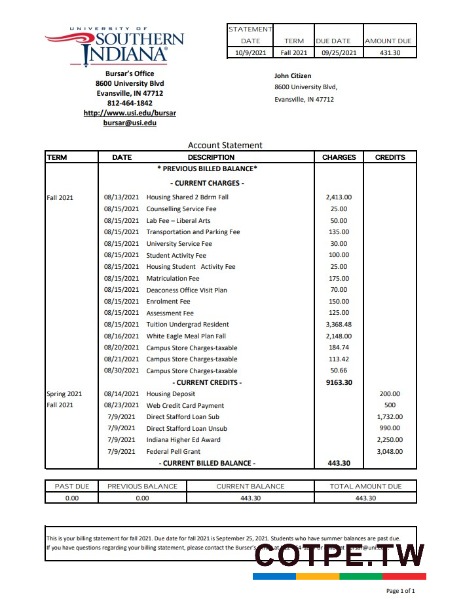 UNIVERSITY OF
SOUTHERN
INDIANA®
STATEMENT DATE TERM DUE DATE AMOUNT DUE
10/9/2021 Fall 2021 09/25/2021 431.30
Bursar's Office
8600 University Blvd
Evansville, IN 47712
812-464-1842
http://www.usi.edu/bursar
bursar@usi.edu
John Citizen
8600 University Blvd,
Evansville, IN 47712
Account Statement
TERM DATE DESCRIPTION CHARGES CREDITS
* PREVIOUS BILLED BALANCE*
- CURRENT CHARGES -
Fall 2021 08/13/2021 Housing Shared 2 Bdrm Fall 2,413.00
08/15/2021 Counselling Service Fee 25.00
08/15/2021 Lab Fee – Liberal Arts 50.00
08/15/2021 Transportation and Parking Fee 135.00
08/15/2021 University Service Fee 30.00
08/15/2021 Student Activity Fee 100.00
08/15/2021 Housing Student Activity Fee 25.00
08/15/2021 Matriculation Fee 175.00
08/15/2021 Deaconess Office Visit Plan 70.00
08/15/2021 Enrolment Fee 150.00
08/15/2021 Assessment Fee 125.00
08/15/2021 Tuition Undergrad Resident 3,368.48
08/16/2021 White Eagle Meal Plan Fall 2,148.00
08/20/2021 Campus Store Charges-taxable 184.74
08/21/2021 Campus Store Charges-taxable 113.42
08/30/2021 Campus Store Charges-taxable 50.66
- CURRENT CREDITS - 9163.30
Spring 2021 08/14/2021 Housing Deposit 200.00
Fall 2021 08/23/2021 Web Credit Card Payment 500
7/9/2021 Direct Stafford Loan Sub 1,732.00
7/9/2021 Direct Stafford Loan Unsub 990.00
7/9/2021 Indiana Higher Ed Award 2,250.00
7/9/2021 Federal Pell Grant 3,048.00
- CURRENT BILLED BALANCE - 443.30
PAST DUE PREVIOUS BALANCE CURRENT BALANCE TOTAL AMOUNT DUE
0.00 0.00 443.30 443.30
This is your billing statement for fall 2021. Due date for fall 2021 is September 25, 2021. Students who have summer balances are past due.
If you have questions regarding your billing statement, please contact the Bursar's
COTPE.TW
Page 1 of 1